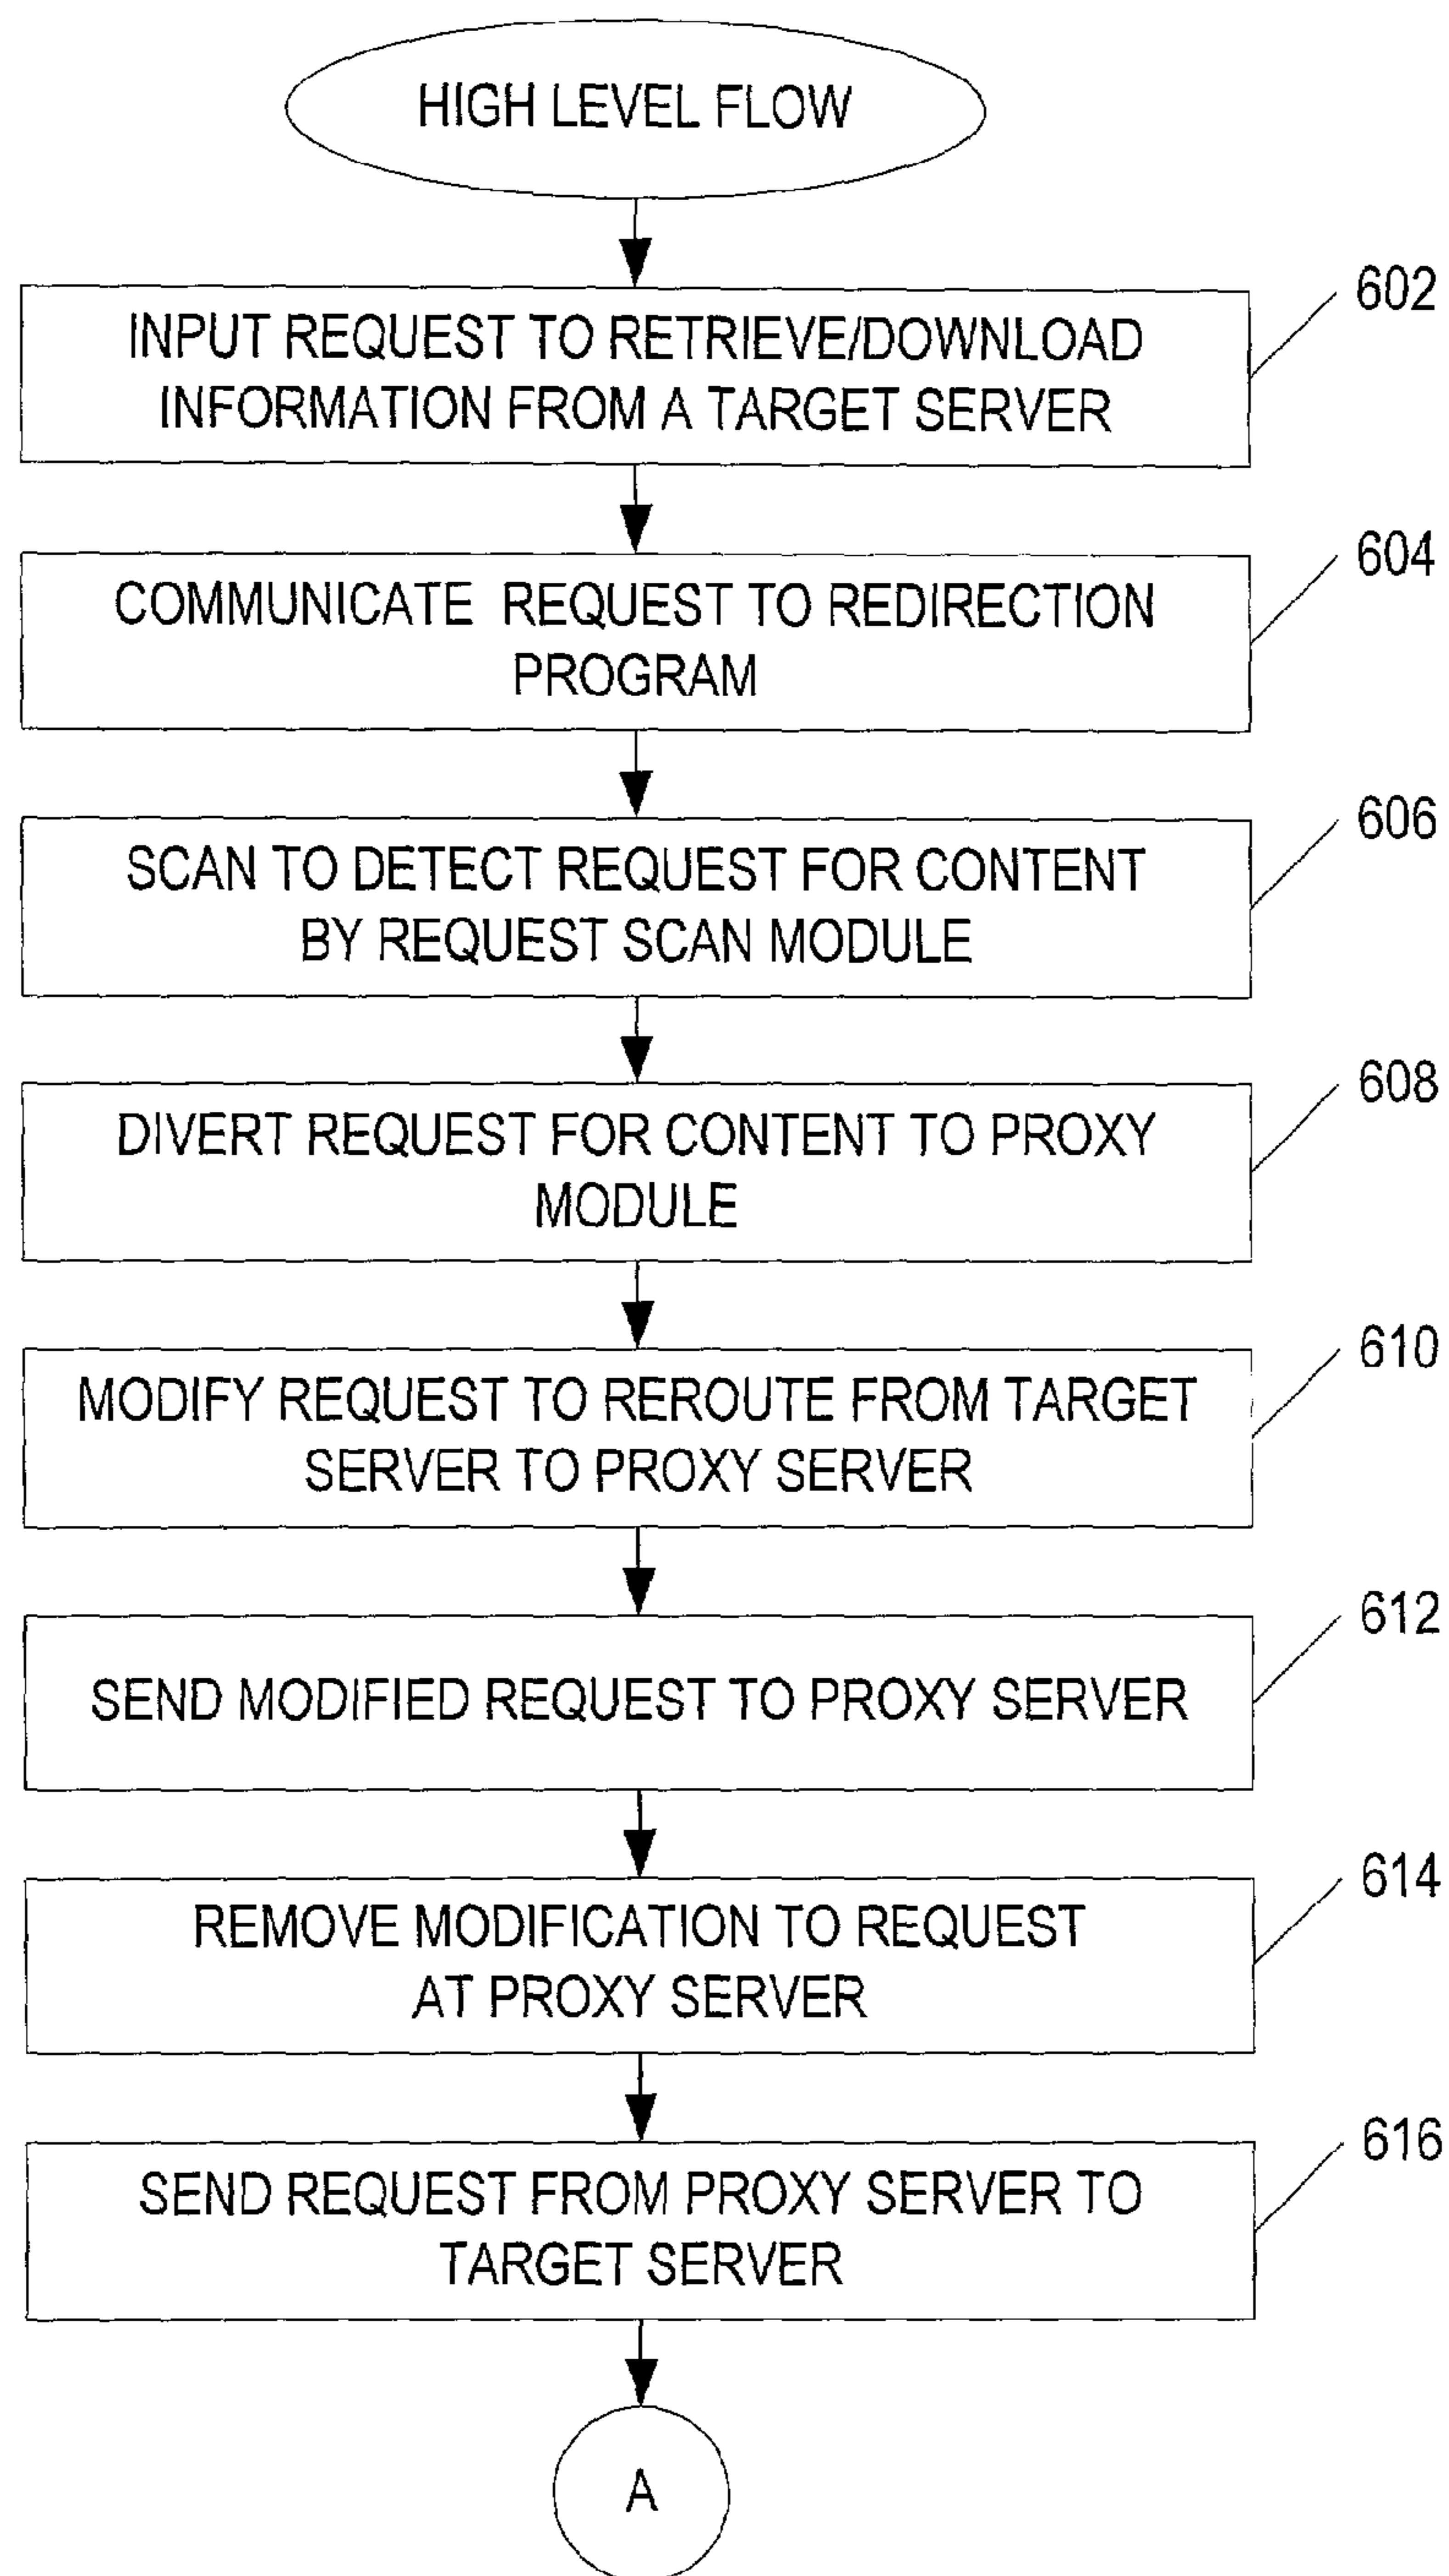 HIGH LEVEL FLOW
602
INPUT REQUEST TO RETRIEVE/DOWNLOAD
INFORMATION FROM A TARGET SERVER
604
COMMUNICATE REQUEST TO REDIRECTION
PROGRAM
606
SCAN TO DETECT REQUEST FOR CONTENT
BY REQUEST SCAN MODULE
608
DIVERT REQUEST FOR CONTENT TO PROXY
MODULE
610
MODIFY REQUEST TO REROUTE FROM TARGET
SERVER TO PROXY SERVER
612
SEND MODIFIED REQUEST TO PROXY SERVER
614
REMOVE MODIFICATION TO REQUEST
AT PROXY SERVER
616
SEND REQUEST FROM PROXY SERVER TO
TARGET SERVER
A